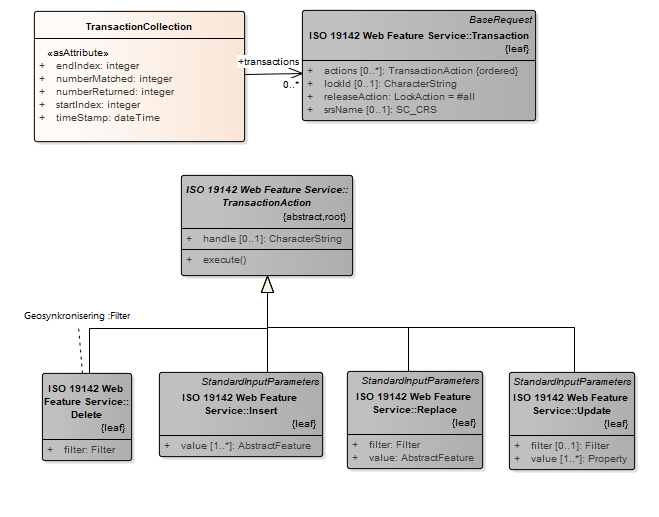 TransactionCollection
«asAttribute»
+ endIndex: integer
+ numberMatched: integer
+ numberReturned: integer
+ startIndex: integer
+ timeStamp: dateTime
+transactions
0..*
BaseRequest
ISO 19142 Web Feature Service::Transaction
{leaf}
+ actions [0..*]: TransactionAction {ordered}
+ lockId [0..1]: CharacterString
+ releaseAction: LockAction = #all
+ srsName [0..1]: SC_CRS
ISO 19142 Web Feature Service::
TransactionAction
{abstract,root}
+ handle [0..1]: CharacterString
+ execute()
Geosynkronisering :Filter
ISO 19142 Web
Feature Service::
Delete
{leaf}
+ filter: Filter
StandardInputParameters
ISO 19142 Web Feature
Service::Insert
{leaf}
+ value [1..*]: AbstractFeature
StandardInputParameters
ISO 19142 Web Feature
Service::Replace
{leaf}
+ filter: Filter
+ value: AbstractFeature
StandardInputParameters
ISO 19142 Web Feature
Service::Update
{leaf}
+ filter [0..1]: Filter
+ value [1..*]: Property